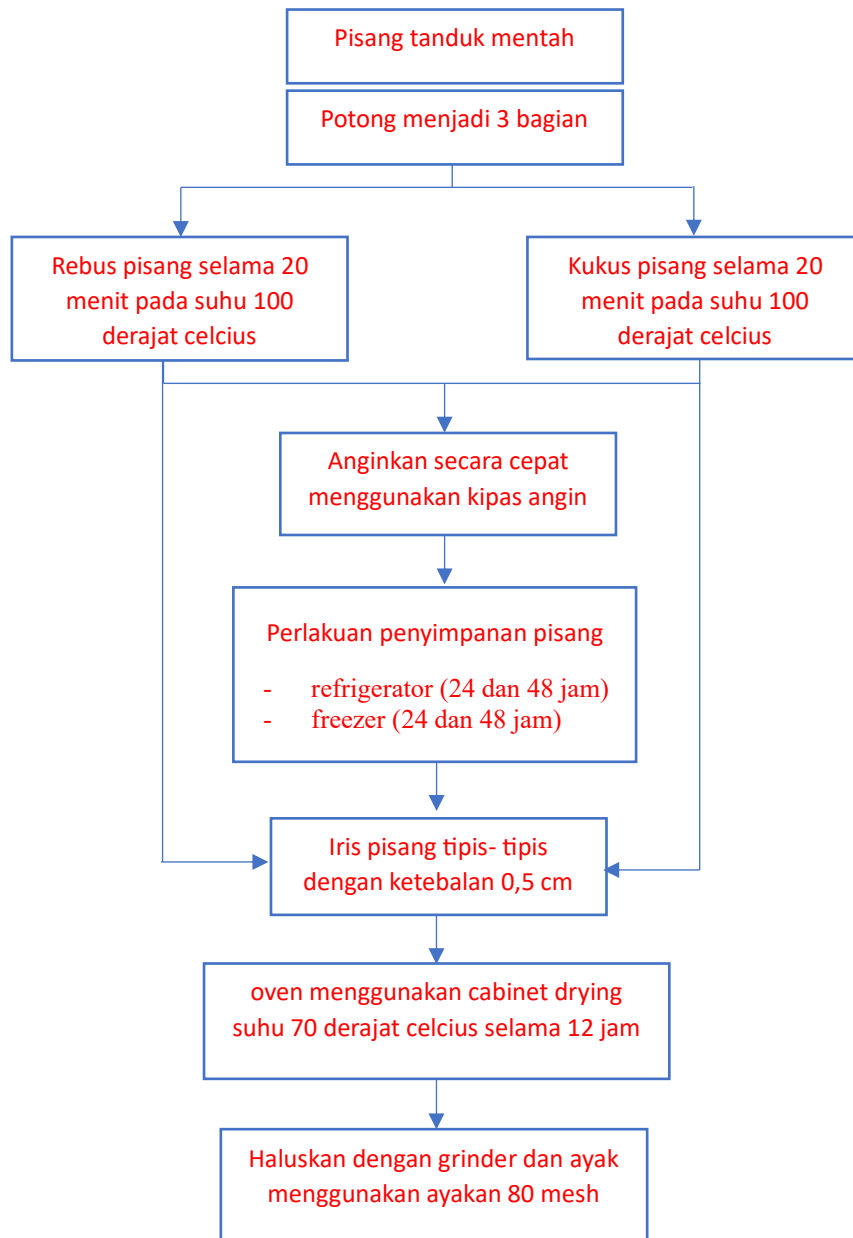 Pisang tanduk mentah
Potong menjadi 3 bagian
Rebus pisang selama 20
menit pada suhu 100
derajat celcius
Kukus pisang selama 20
menit pada suhu 100
derajat celcius
Anginkan secara cepat
menggunakan kipas angin
Perlakuan penyimpanan pisang
- refrigerator (24 dan 48 jam)
- freezer (24 dan 48 jam)
Iris pisang tipis- tipis
dengan ketebalan 0,5 cm
oven menggunakan cabinet drying
suhu 70 derajat celcius selama 12 jam
Haluskan dengan grinder dan ayak
menggunakan ayakan 80 mesh